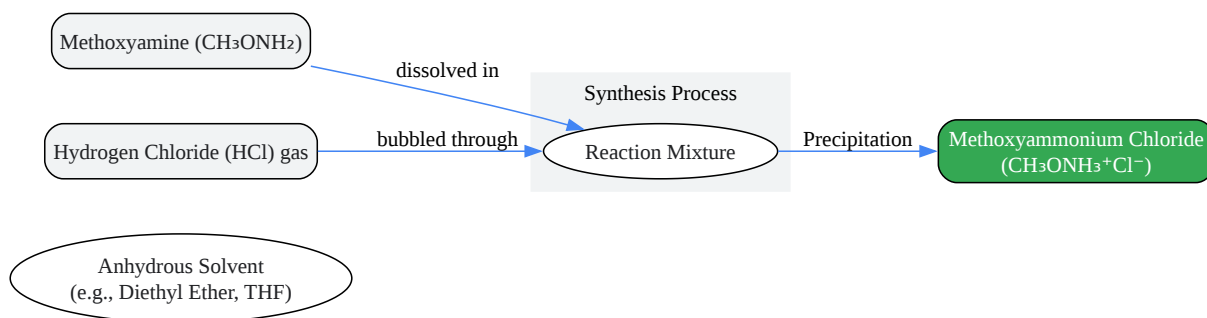 Methoxyamine (CH₃ONH₂)
dissolved in
Synthesis Process
Hydrogen Chloride (HCl) gas
bubbled through
Reaction Mixture
Precipitation
Methoxyammonium Chloride
(CH₃ONH₃⁺Cl⁻)
Anhydrous Solvent
(e.g., Diethyl Ether, THF)